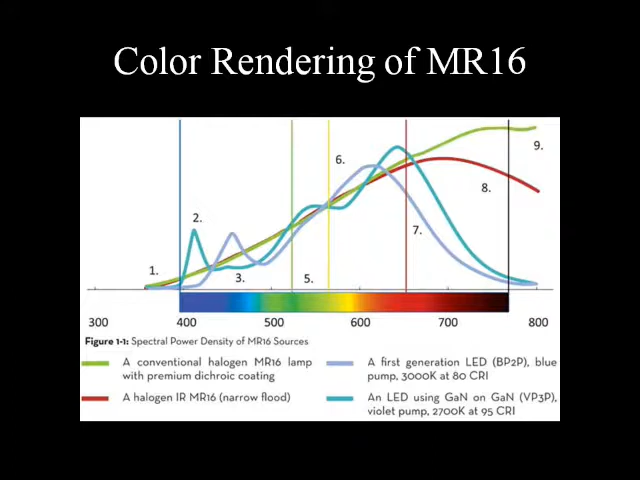 Color Rendering of MR16
9.
6.
8.
2.
7.
1.
3.
5.
300 400 500 600 700 800
Figure 1-1: Spectral Power Density of MR16 Sources
A conventional halogen MR16 lamp
with premium dichroic coating
A halogen IR MR16 (narrow flood)
A first generation LED (BP2P), blue
pump, 3000K at 80 CRI
An LED using GaN on GaN (VP3P),
violet pump, 2700K at 95 CRI